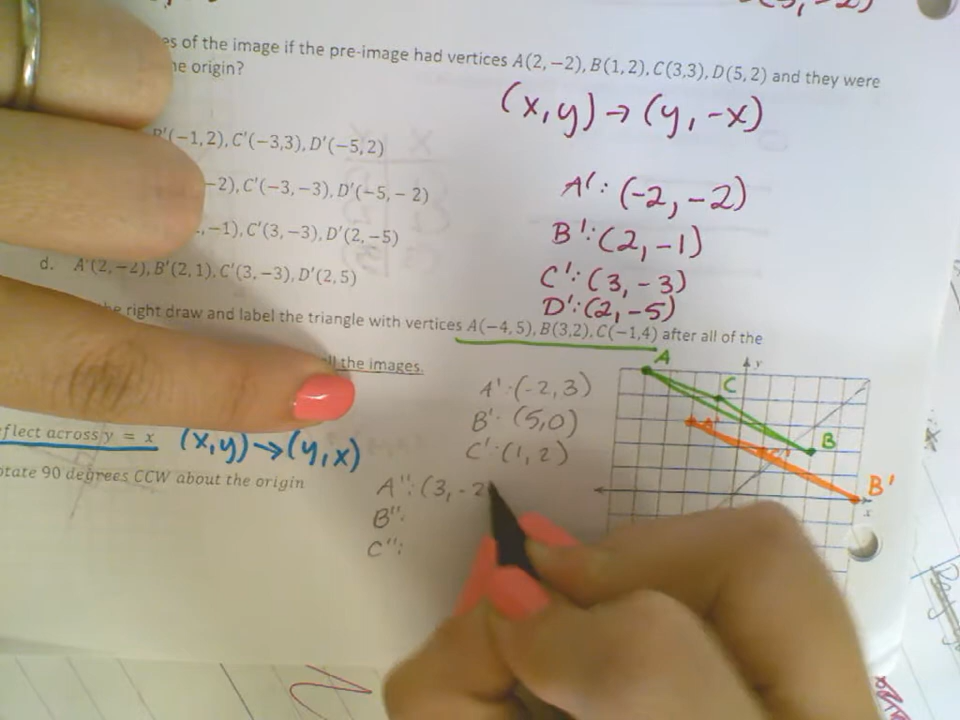 (3, -2)
es of the image if the pre-image had vertices A(2, −2), B(1, 2), C(3,3), D(5, 2) and they were
he origin?
(x,y) → (y,-x)
B′(−1, 2), C′(−3,3), D′(−5, 2)
−2), C′(−3, −3), D′(−5, − 2)
A': (-2, -2)
−1), C′(3, −3), D′(2, −5)
B': (2, -1)
d. A′(2, −2), B′(2, 1), C′(3, −3), D′(2, 5)
C': (3, -3)
D': (2, -5)
right draw and label the triangle with vertices A(−4, 5), B(3,2), C(−1,4) after all of the
all the images.
A': (-2, 3)
B': (5,0)
C': (1, 2)
eflect across y = x (x,y) → (y,x)
otate 90 degrees CCW about the origin
A'': (3, -2
B'':
C'':
A
y
C
B
A'
C'
B'
x